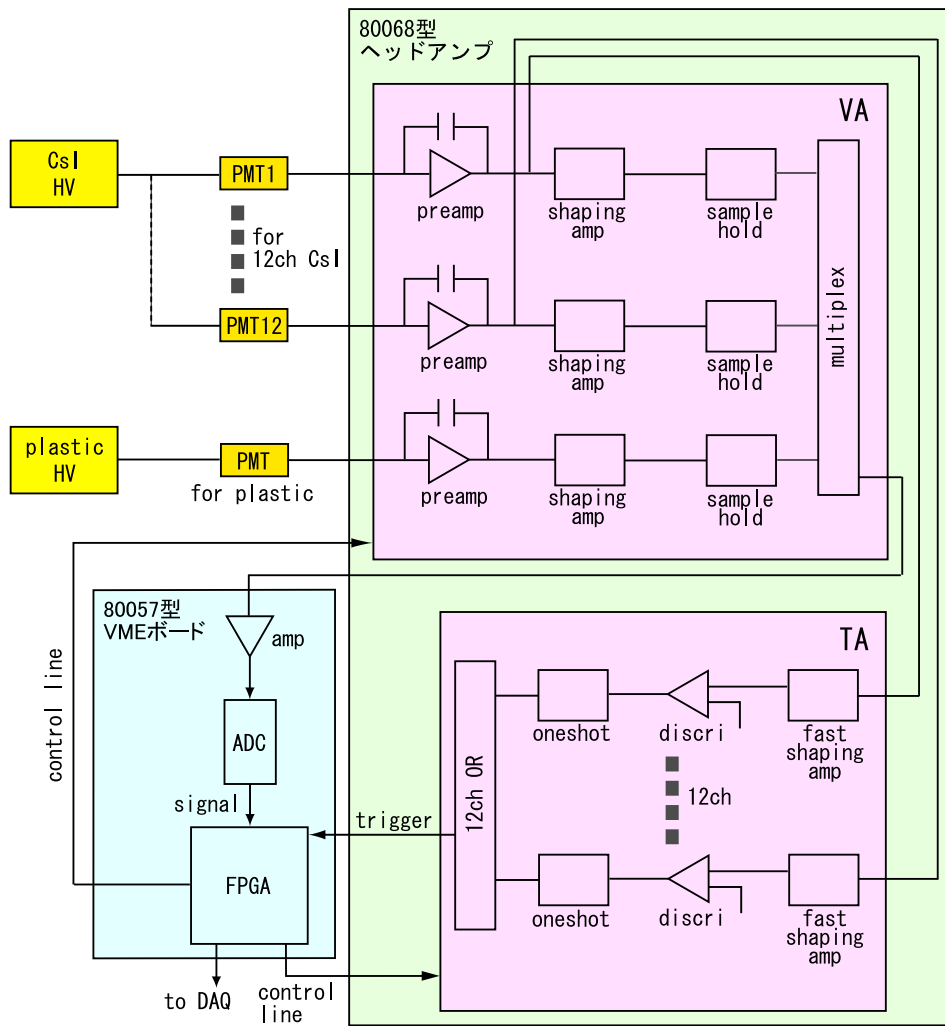 80068型
ヘッドアンプ
VA
CsI
HV
PMT1
preamp
shaping
amp
sample
hold
for
12ch CsI
multiplex
PMT12
preamp
shaping
amp
sample
hold
plastic
HV
PMT
for plastic
preamp
shaping
amp
sample
hold
80057型
VMEボード
amp
control line
ADC
signal
FPGA
trigger
to DAQ
control
line
TA
12ch OR
oneshot
discri
fast
shaping
amp
12ch
oneshot
discri
fast
shaping
amp